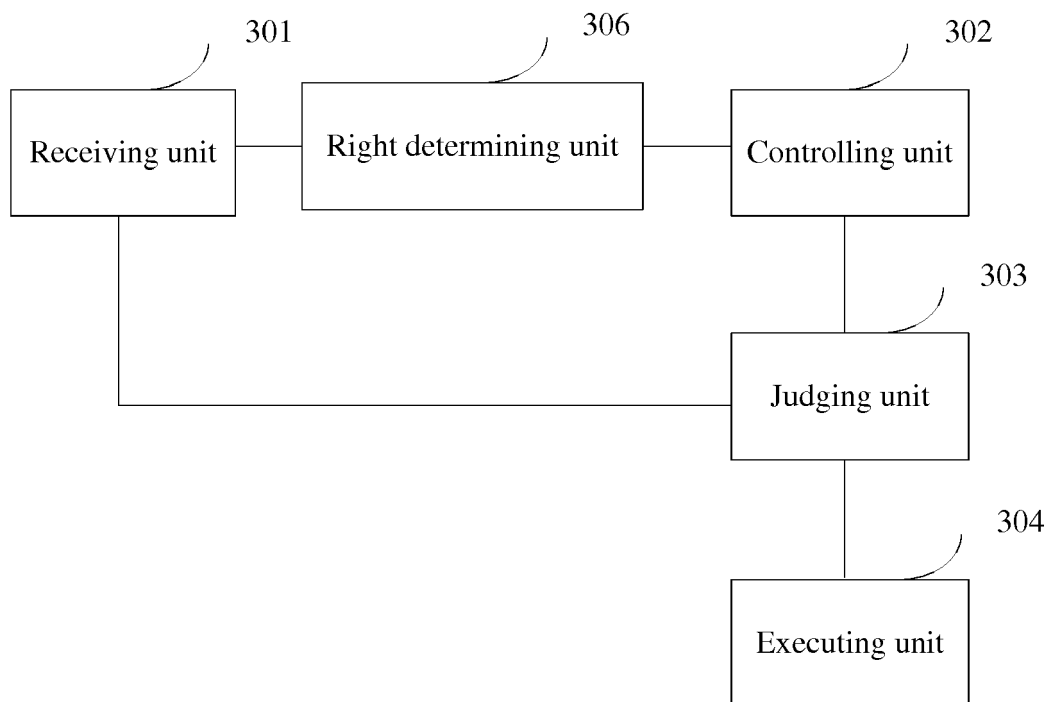 301
306
302
Receiving unit
Right determining unit
Controlling unit
303
Judging unit
304
Executing unit